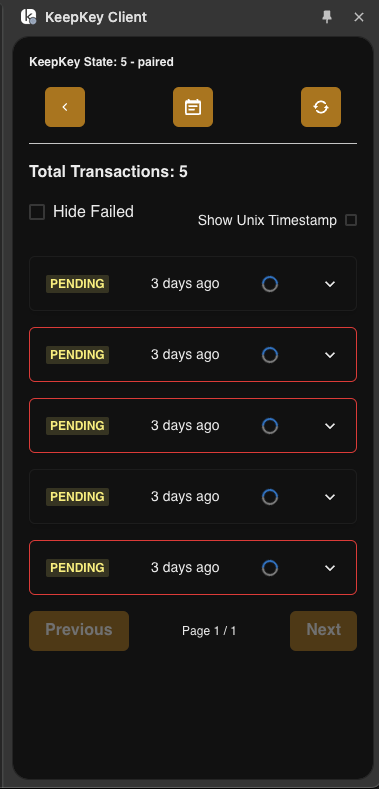 KeepKey Client
KeepKey State: 5 - paired
Total Transactions: 5
Hide Failed
Show Unix Timestamp
PENDING 3 days ago
PENDING 3 days ago
PENDING 3 days ago
PENDING 3 days ago
PENDING 3 days ago
Previous Page 1 / 1 Next